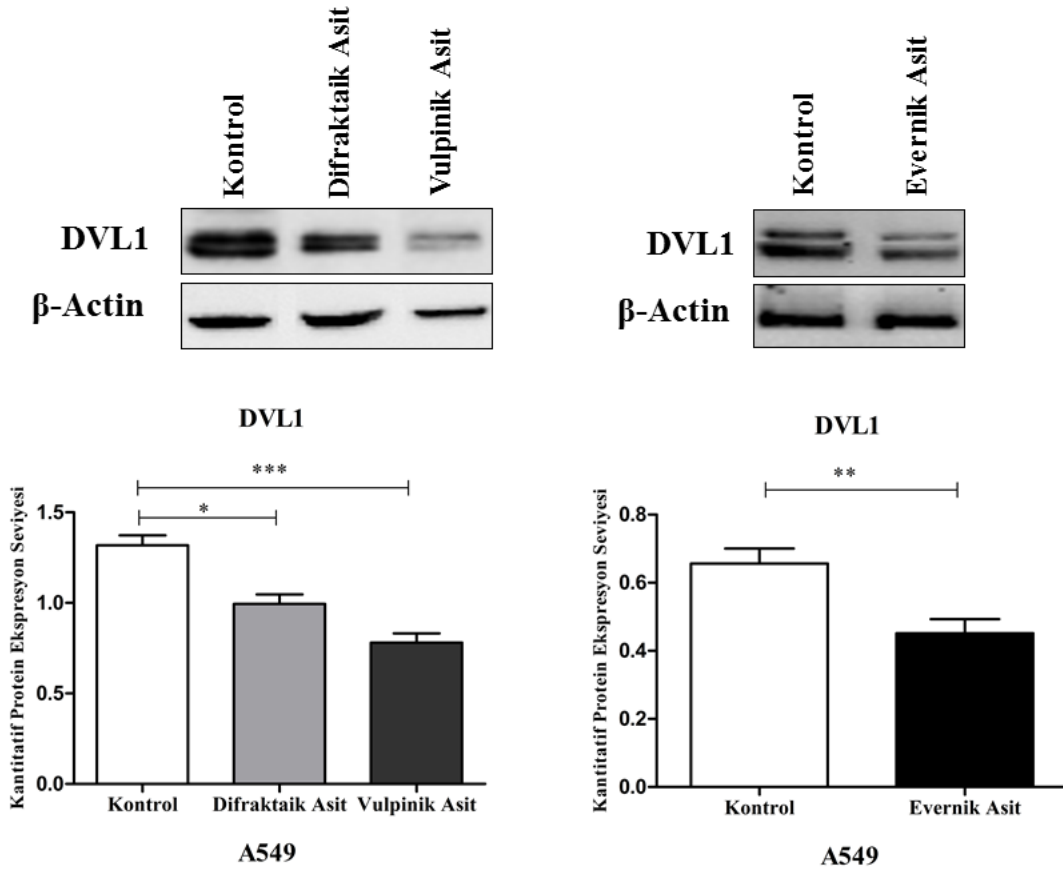 Kontrol
Difraktaik Asit
Vulpinik Asit
DVL1
β-Actin
DVL1
***
*
Kantitatif Protein Ekspresyon Seviyesi
1.5
1.0
0.5
0.0
Kontrol
Difraktaik Asit
Vulpinik Asit
A549
Kontrol
Evernik Asit
DVL1
β-Actin
DVL1
**
Kantitatif Protein Ekspresyon Seviyesi
0.8
0.6
0.4
0.2
0.0
Kontrol
Evernik Asit
A549